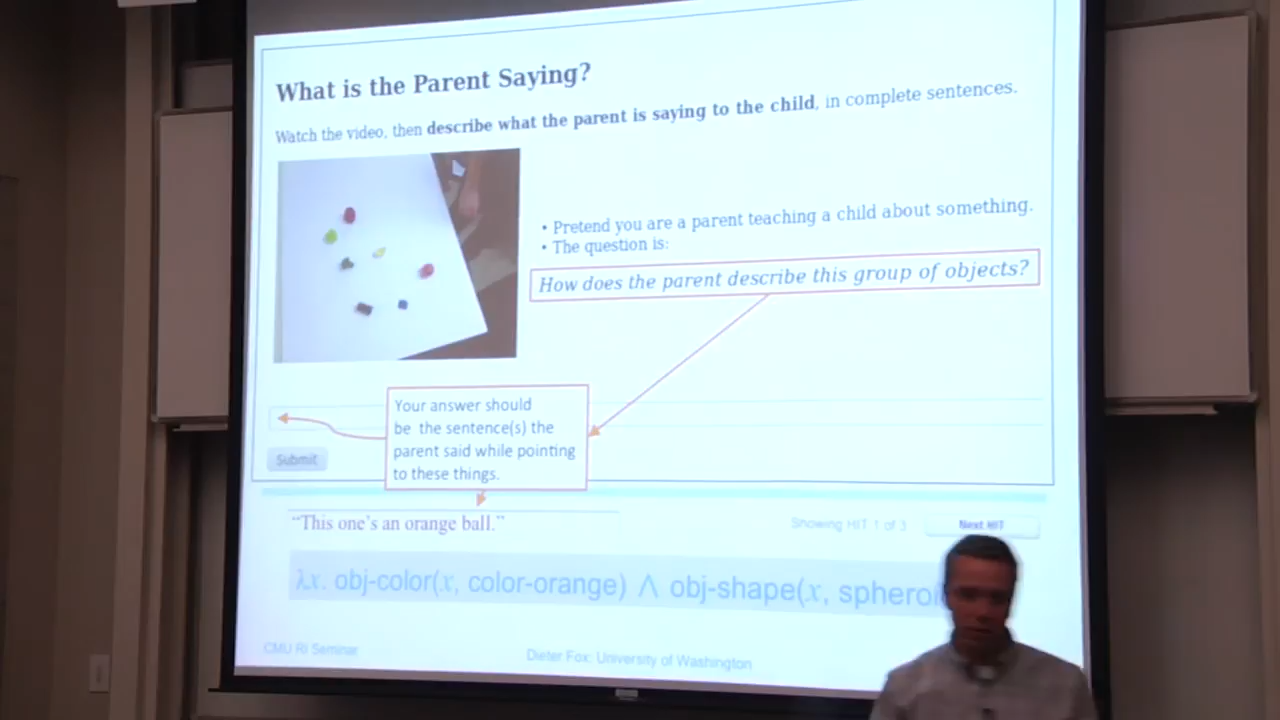 What is the Parent Saying?
Watch the video, then describe what the parent is saying to the child, in complete sentences.
• Pretend you are a parent teaching a child about something.
• The question is:
How does the parent describe this group of objects?
Your answer should
be the sentence(s) the
parent said while pointing
to these things.
Submit
"This one's an orange ball."
Showing HIT 1 of 3
Next HIT
λx. obj-color(x, color-orange) ∧ obj-shape(x,
CMU RI Seminar
Dieter Fox: University of Washington